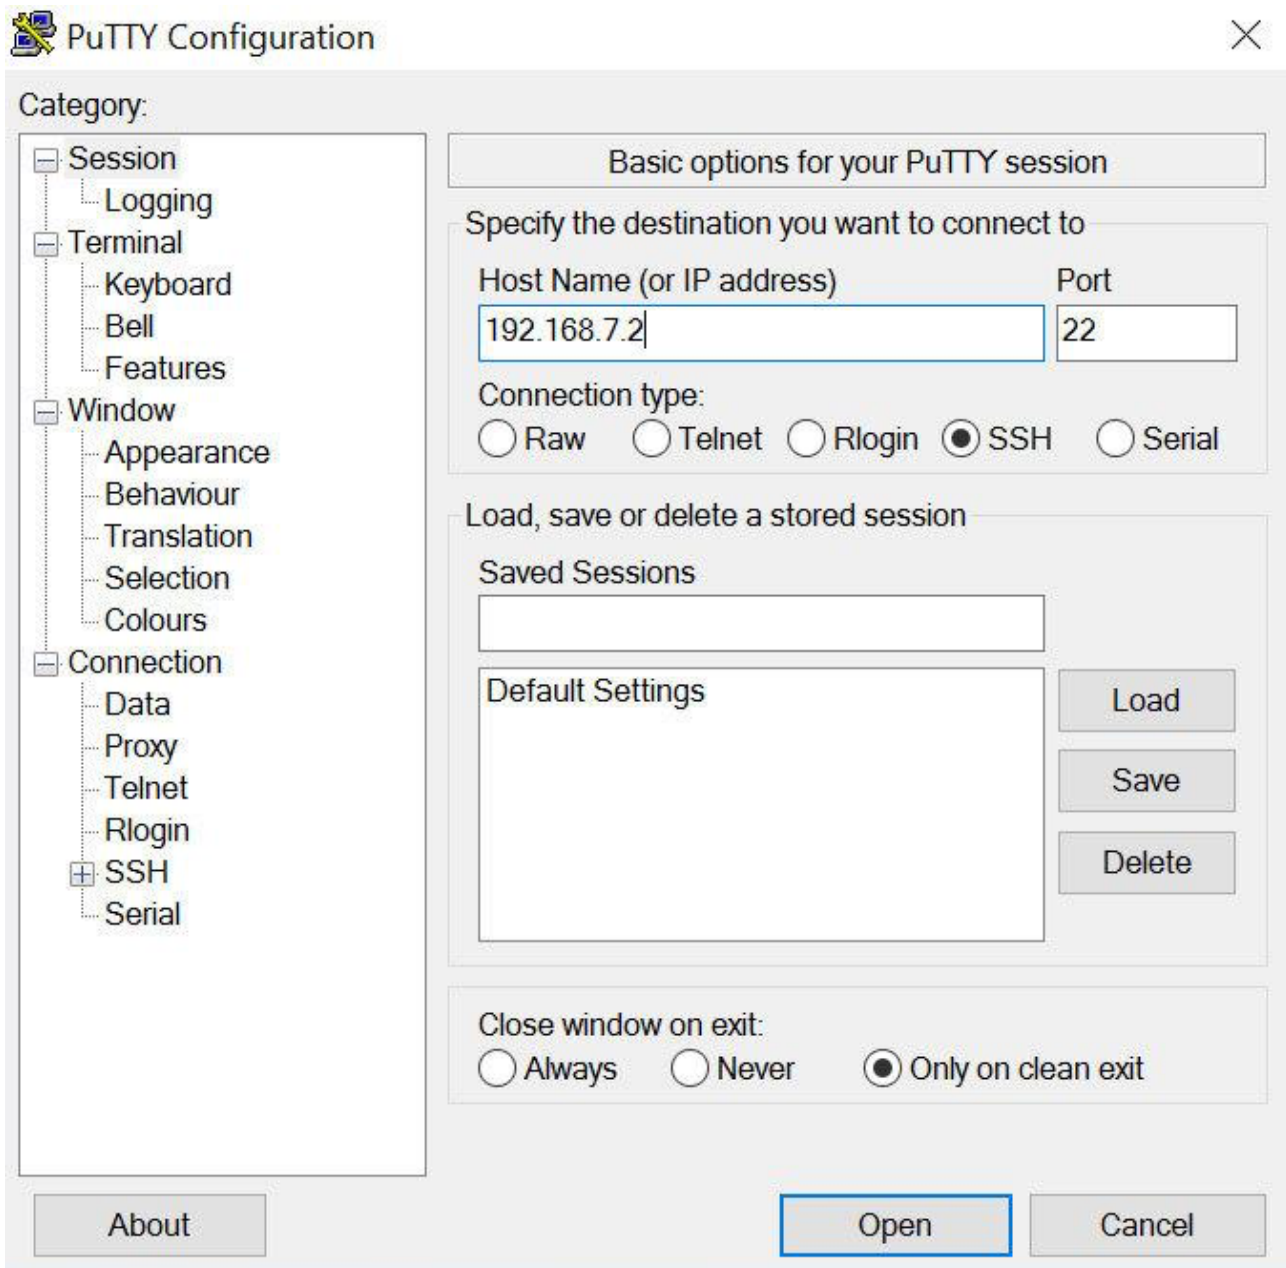 PuTTY Configuration
Category:
Session
Logging
Terminal
Keyboard
Bell
Features
Window
Appearance
Behaviour
Translation
Selection
Colours
Connection
Data
Proxy
Telnet
Rlogin
SSH
Serial
Basic options for your PuTTY session
Specify the destination you want to connect to
Host Name (or IP address) Port
192.168.7.2 22
Connection type:
Raw Telnet Rlogin SSH Serial
Load, save or delete a stored session
Saved Sessions
Default Settings
Load
Save
Delete
Close window on exit:
Always Never Only on clean exit
About Open Cancel